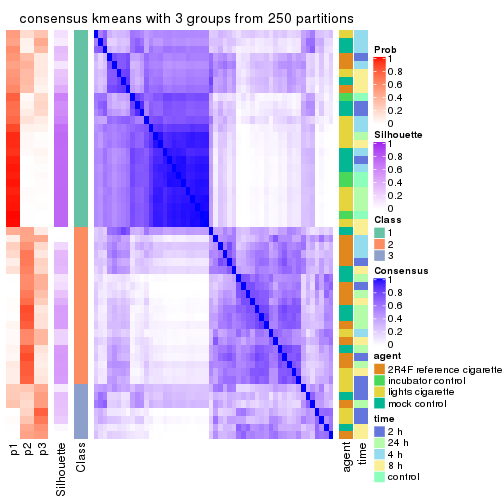 consensus kmeans with 3 groups from 250 partitions
Prob
1
0.8
0.6
0.4
0.2
0
Silhouette
1
0.8
0.6
0.4
0.2
0
Class
1
2
3
Consensus
1
0.8
0.6
0.4
0.2
0
agent
2R4F reference cigarette
incubator control
lights cigarette
mock control
time
2 h
24 h
4 h
8 h
control
p1
p2
p3
Silhouette
Class
agent
time